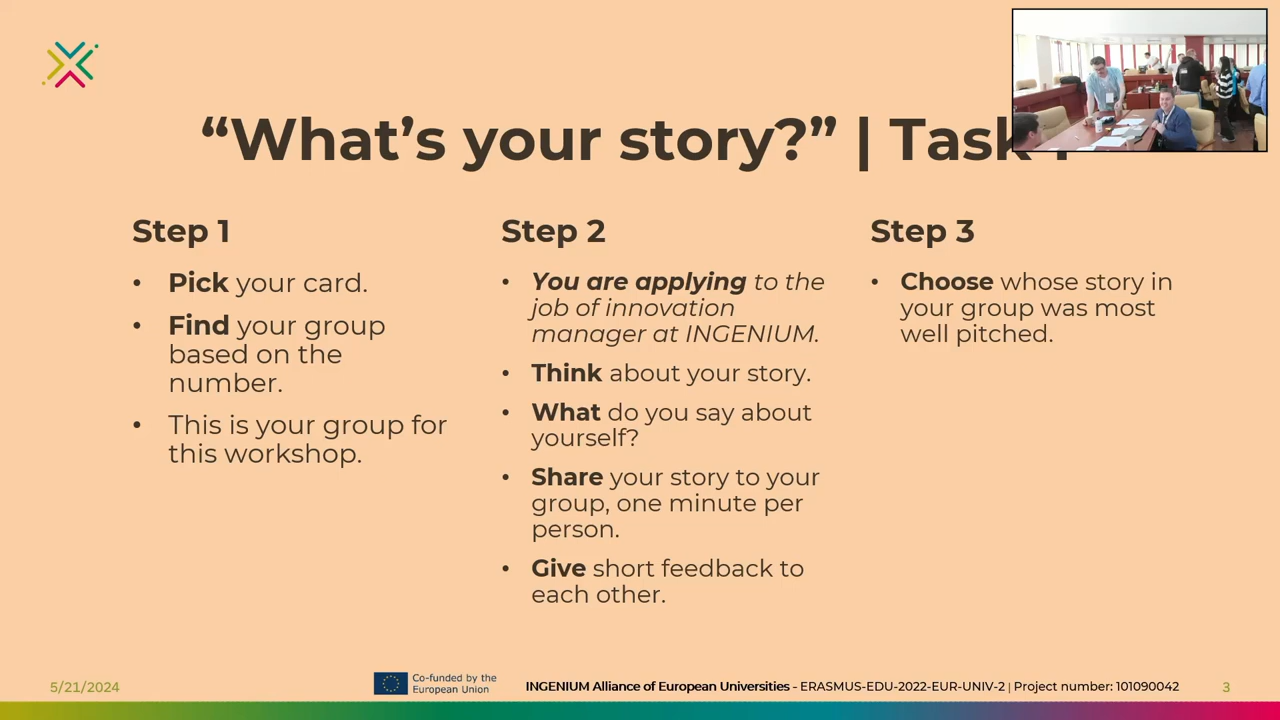 “What’s your story?” | Task
Step 1
• Pick your card.
• Find your group
based on the
number.
• This is your group for
this workshop.
Step 2
• You are applying to the
job of innovation
manager at INGENIUM.
• Think about your story.
• What do you say about
yourself?
• Share your story to your
group, one minute per
person.
• Give short feedback to
each other.
Step 3
• Choose whose story in
your group was most
well pitched.
5/21/2024
Co-funded by the
European Union
INGENIUM Alliance of European Universities - ERASMUS-EDU-2022-EUR-UNIV-2 | Project number: 101090042
3